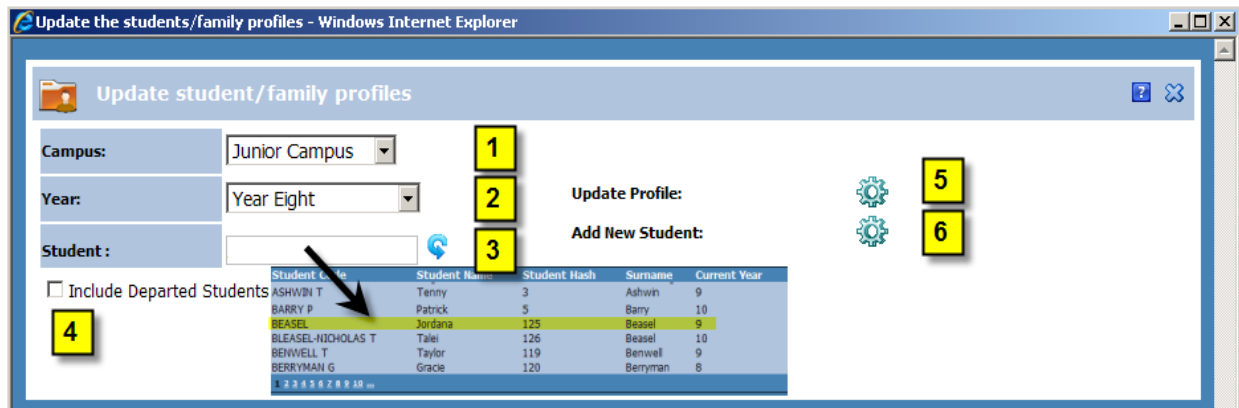 Update the students/family profiles - Windows Internet Explorer
Update student/family profiles
?
Campus:
Junior Campus
1
Year:
Year Eight
2
Update Profile:
5
Student :
3
Add New Student:
6
Include Departed Students
4
Student Code Student Name Student Hash Surname Current Year
ASHWIN T Tenny 3 Ashwin 9
BARRY P Patrick 5 Barry 10
BEASEL Jordana 125 Beasel 9
BLEASEL-NICHOLAS T Talei 126 Beasel 10
BENWELL T Taylor 119 Benwell 9
BERRYMAN G Gracie 120 Berryman 8
1 2 3 4 5 6 7 8 9 10 ...